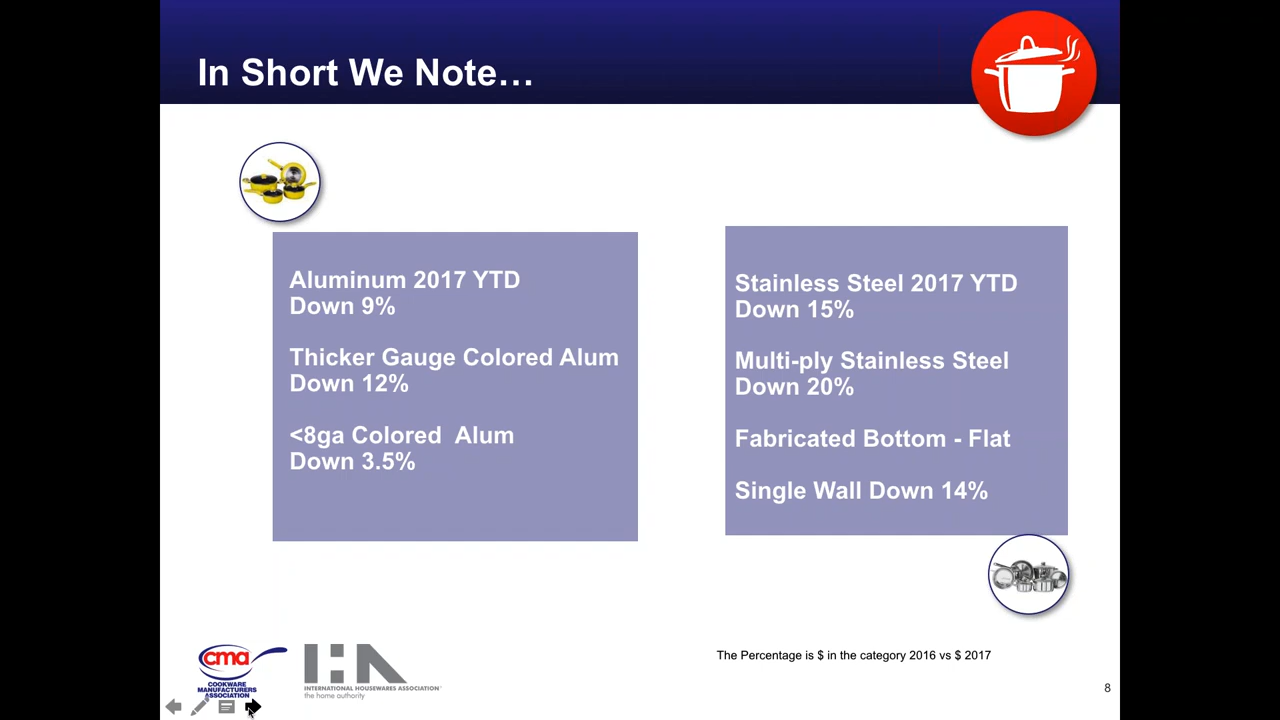 In Short We Note…
Aluminum 2017 YTD
Down 9%
Thicker Gauge Colored Alum
Down 12%
<8ga Colored  Alum
Down 3.5%
Stainless Steel 2017 YTD
Down 15%
Multi-ply Stainless Steel
Down 20%
Fabricated Bottom - Flat
Single Wall Down 14%
cma
COOKWARE
MANUFACTURERS
ASSOCIATION
IHA
INTERNATIONAL HOUSEWARES ASSOCIATION
the home authority
The Percentage is $ in the category 2016 vs $ 2017
8